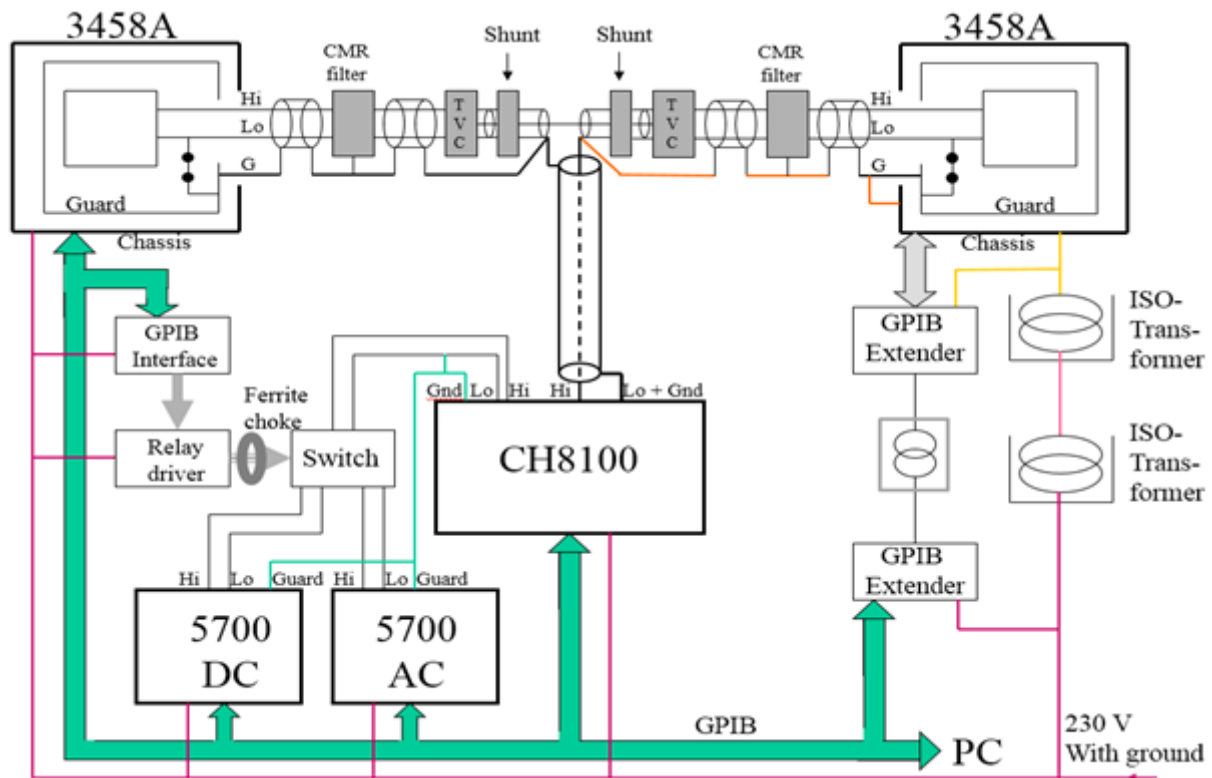 3458A
3458A
Shunt
Shunt
CMR
filter
CMR
filter
Hi
Lo
G
T
V
C
T
V
C
Hi
Lo
G
Guard
Chassis
Guard
Chassis
GPIB
Interface
Relay
driver
Ferrite
choke
Switch
Gnd
Lo
Hi
Hi
Lo + Gnd
CH8100
GPIB
Extender
ISO-
Trans-
former
ISO-
Trans-
former
GPIB
Extender
Hi
Lo
Guard
Hi
Lo
Guard
5700
DC
5700
AC
GPIB
PC
230 V
With ground